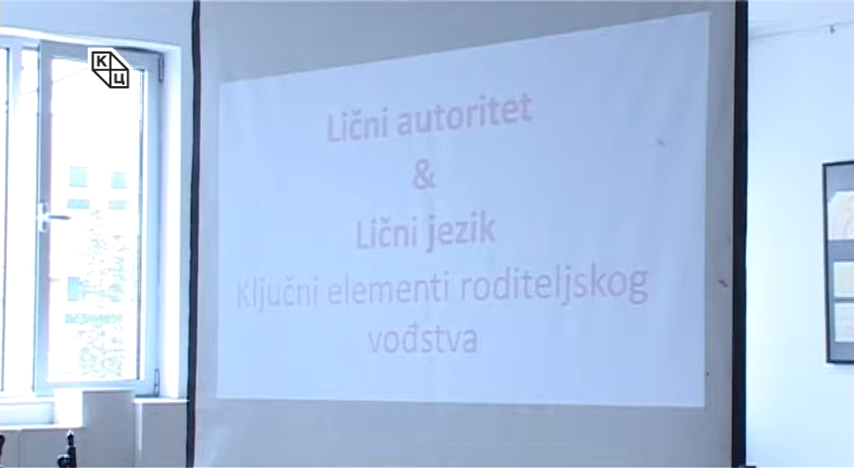 К
Ц
Lični autoritet
&
Lični jezik
Ključni elementi roditeljskog
vođstva